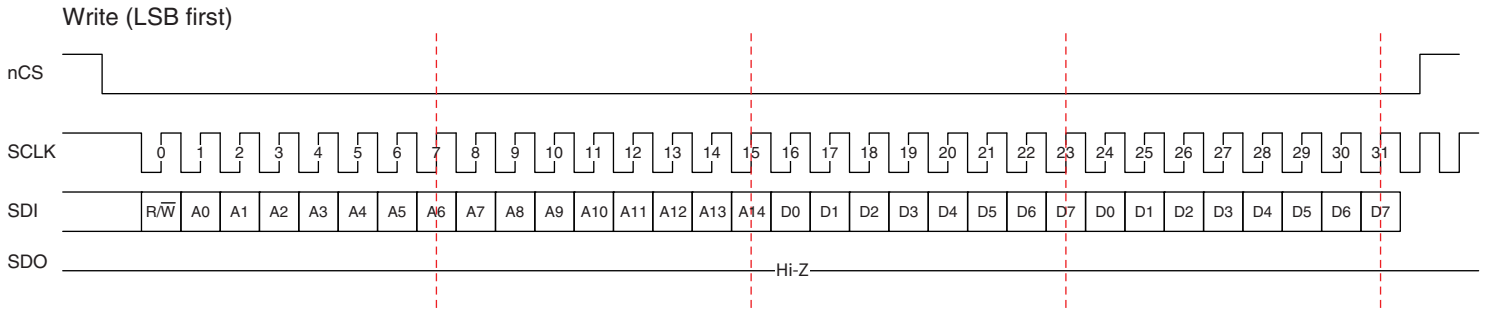 Write (LSB first)
nCS
SCLK 0 1 2 3 4 5 6 7 8 9 10 11 12 13 14 15 16 17 18 19 20 21 22 23 24 25 26 27 28 29 30 31
SDI R/W̅ A0 A1 A2 A3 A4 A5 A6 A7 A8 A9 A10 A11 A12 A13 A14 D0 D1 D2 D3 D4 D5 D6 D7 D0 D1 D2 D3 D4 D5 D6 D7
SDO Hi-Z